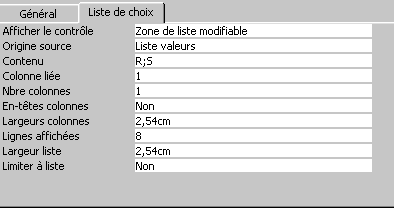 Général Liste de choix
Afficher le contrôle Zone de liste modifiable
Origine source Liste valeurs
Contenu R;S
Colonne liée 1
Nbre colonnes 1
En-têtes colonnes Non
Largeurs colonnes 2,54cm
Lignes affichées 8
Largeur liste 2,54cm
Limiter à liste Non